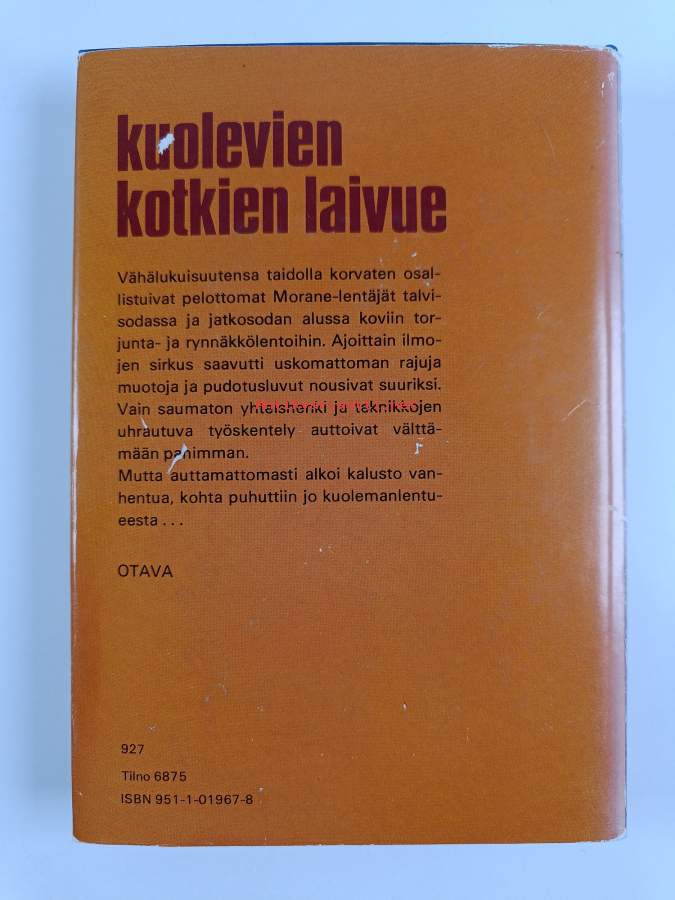 kuolevien
kotkien laivue
Vähälukuisuutensa taidolla korvaten osal-
listuivat pelottomat Morane-lentäjät talvi-
sodassa ja jatkosodan alussa koviin tor-
junta- ja rynnäkkölentoihin. Ajoittain ilmo-
jen sirkus saavutti uskomattoman rajuja
muotoja ja pudotusluvut nousivat suuriksi.
Vain saumaton yhteishenki ja teknikkojen
uhrautuva työskentely auttoivat välttä-
mään pahimman.
Mutta auttamattomasti alkoi kalusto van-
hentua, kohta puhuttiin jo kuolemanlentu-
eesta ...
OTAVA
927
Tilno 6875
ISBN 951-1-01967-8